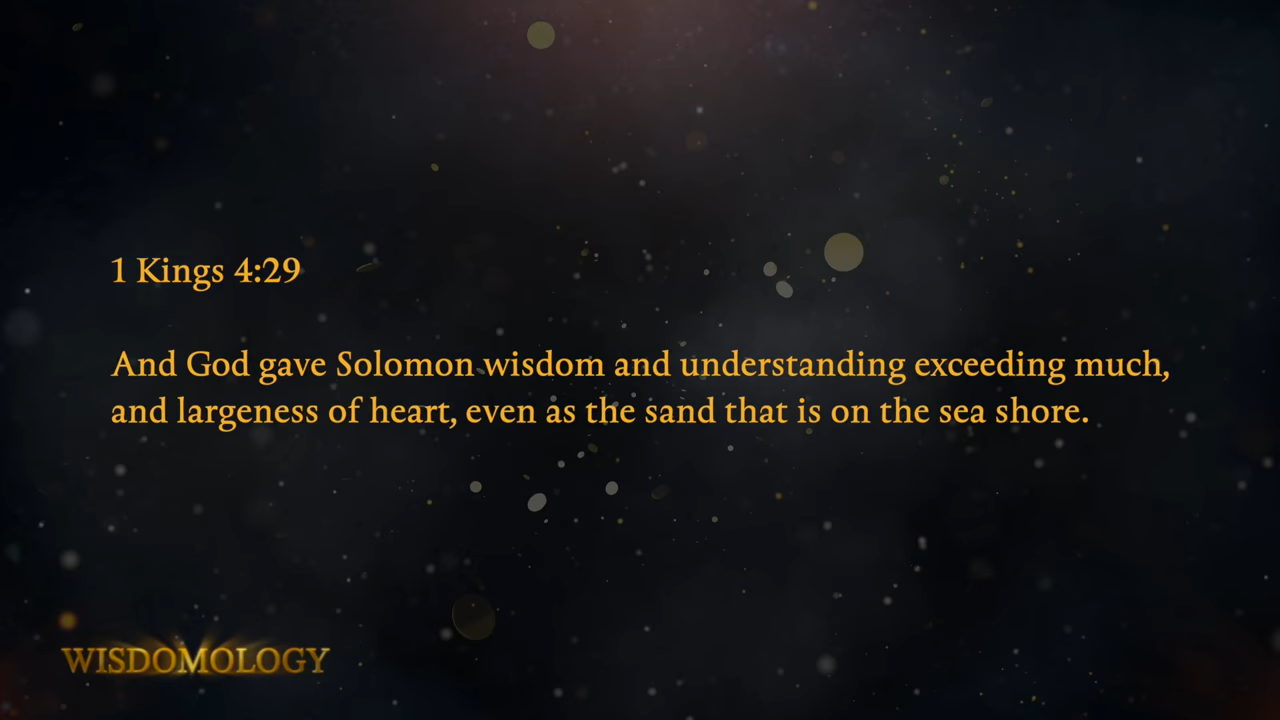 1 Kings 4:29
And God gave Solomon wisdom and understanding exceeding much,
and largeness of heart, even as the sand that is on the sea shore.
WISDOMOLOGY